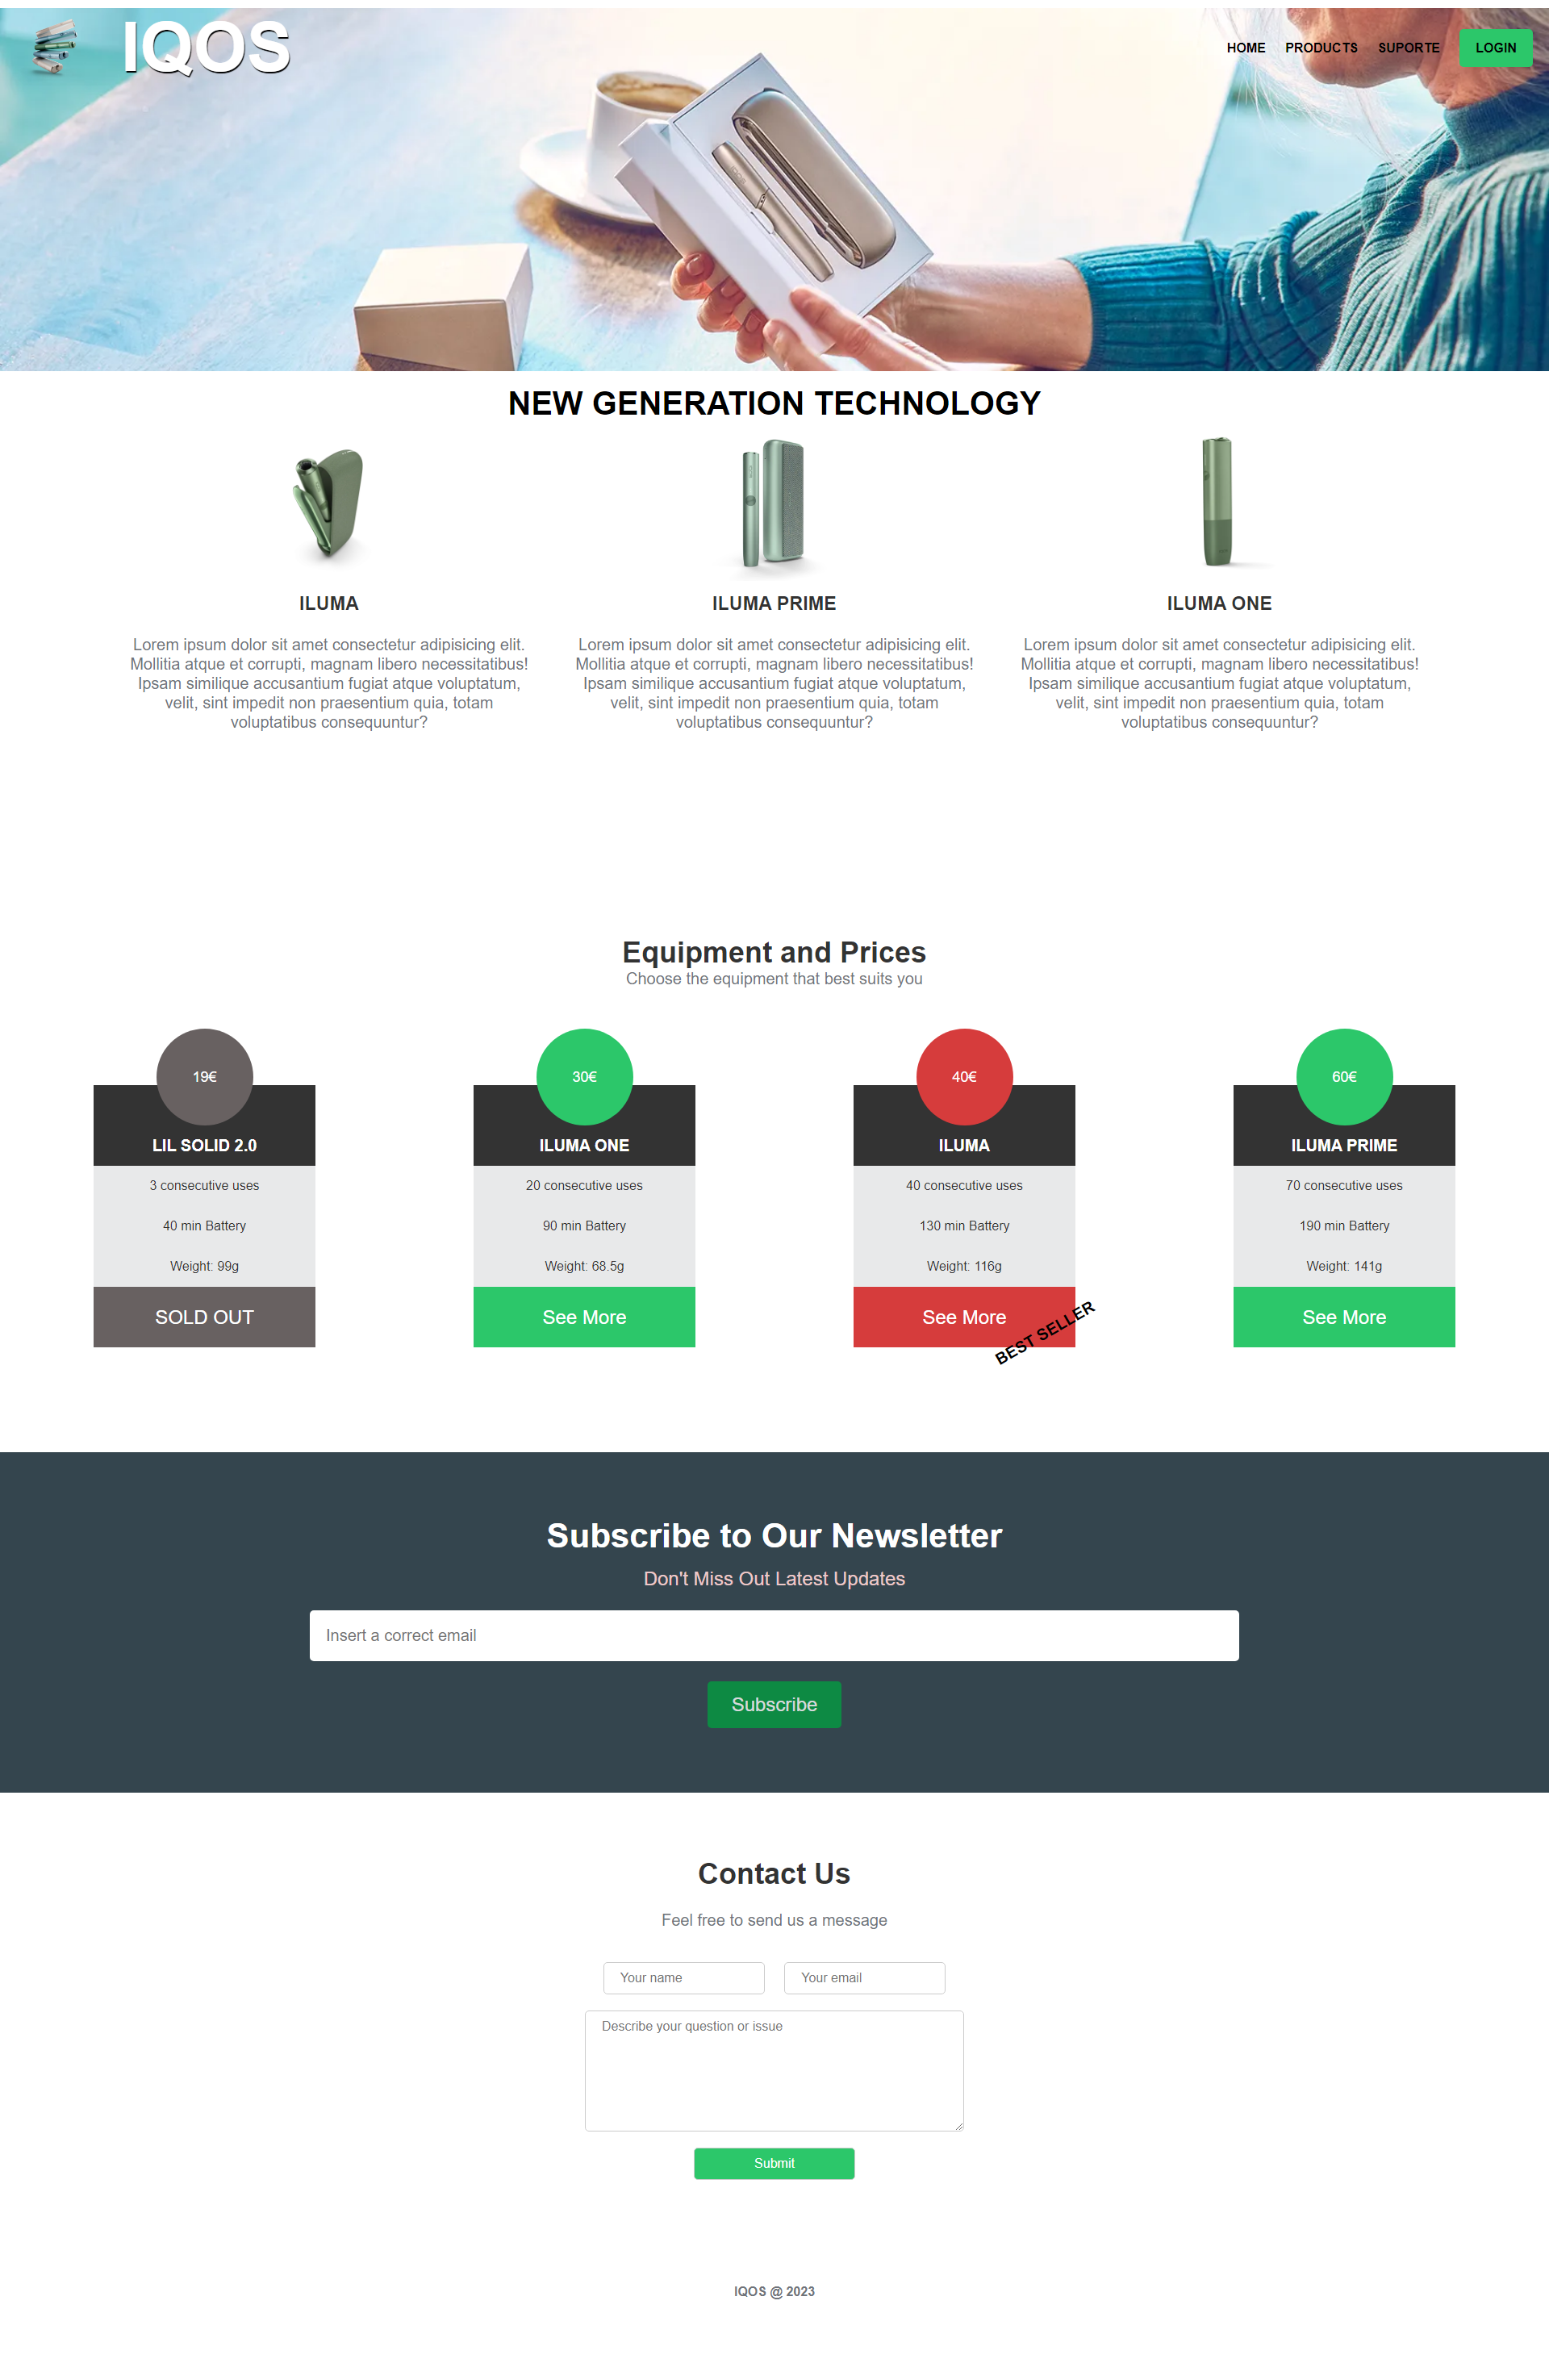 IQOS
HOME PRODUCTS SUPORTE LOGIN
NEW GENERATION TECHNOLOGY
ILUMA
Lorem ipsum dolor sit amet consectetur adipisicing elit.
Mollitia atque et corrupti, magnam libero necessitatibus!
Ipsam similique accusantium fugiat atque voluptatum,
velit, sint impedit non praesentium quia, totam
voluptatibus consequuntur?
ILUMA PRIME
Lorem ipsum dolor sit amet consectetur adipisicing elit.
Mollitia atque et corrupti, magnam libero necessitatibus!
Ipsam similique accusantium fugiat atque voluptatum,
velit, sint impedit non praesentium quia, totam
voluptatibus consequuntur?
ILUMA ONE
Lorem ipsum dolor sit amet consectetur adipisicing elit.
Mollitia atque et corrupti, magnam libero necessitatibus!
Ipsam similique accusantium fugiat atque voluptatum,
velit, sint impedit non praesentium quia, totam
voluptatibus consequuntur?
Equipment and Prices
Choose the equipment that best suits you
19€
LIL SOLID 2.0
3 consecutive uses
40 min Battery
Weight: 99g
SOLD OUT
30€
ILUMA ONE
20 consecutive uses
90 min Battery
Weight: 68.5g
See More
40€
ILUMA
40 consecutive uses
130 min Battery
Weight: 116g
See More
BEST SELLER
60€
ILUMA PRIME
70 consecutive uses
190 min Battery
Weight: 141g
See More
Subscribe to Our Newsletter
Don't Miss Out Latest Updates
Insert a correct email
Subscribe
Contact Us
Feel free to send us a message
Your name
Your email
Describe your question or issue
Submit
IQOS @ 2023